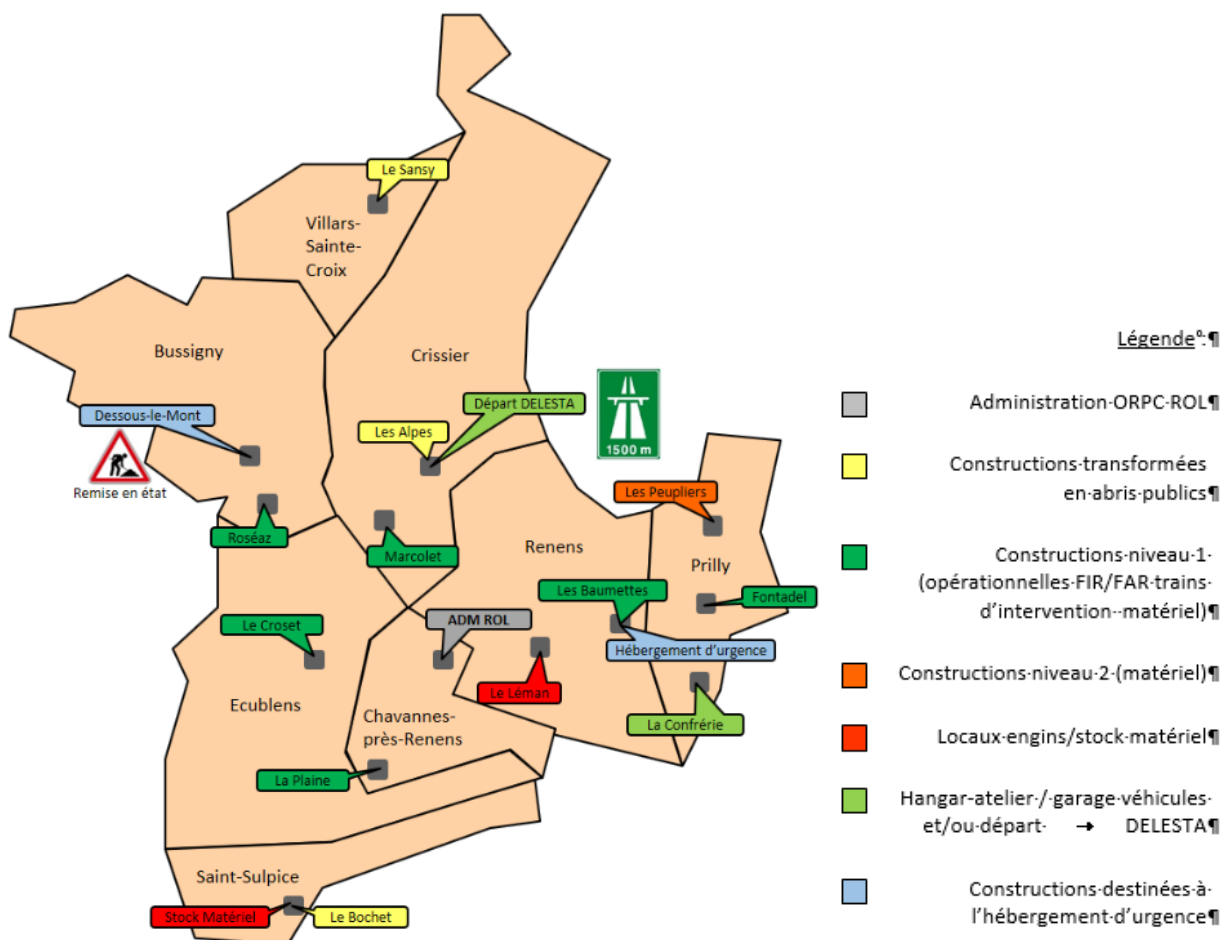 Le Sansy
Villars-
Sainte-
Croix
Bussigny
Crissier
Dessous-le-Mont
Remise en état
Départ DELESTA
Les Alpes
1500 m
Roséaz
Marcolet
Les Peupliers
Renens
Prilly
Les Baumettes
Fontadel
Le Croset
ADM ROL
Hébergement d'urgence
Le Léman
Ecublens
Chavannes-
près-Renens
La Confrérie
La Plaine
Saint-Sulpice
Stock Matériel
Le Bochet
Légende°:¶
Administration·ORPC·ROL¶
Constructions·transformées
en·abris·publics¶
Constructions·niveau·1·
(opérationnelles·FIR/FAR·trains·
d'intervention·-·matériel)¶
Constructions·niveau·2·(matériel)¶
Locaux·engins/stock·matériel¶
Hangar-atelier·/·garage·véhicules·
et/ou·départ· → DELESTA¶
Constructions·destinées·à·
l'hébergement·d'urgence¶